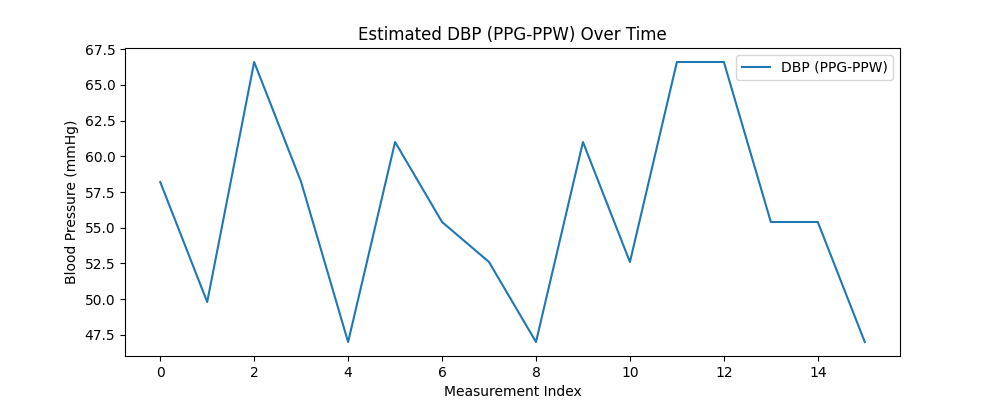 Estimated DBP (PPG-PPW) Over Time
DBP (PPG-PPW)
Blood Pressure (mmHg)
67.5
65.0
62.5
60.0
57.5
55.0
52.5
50.0
47.5
0 2 4 6 8 10 12 14
Measurement Index